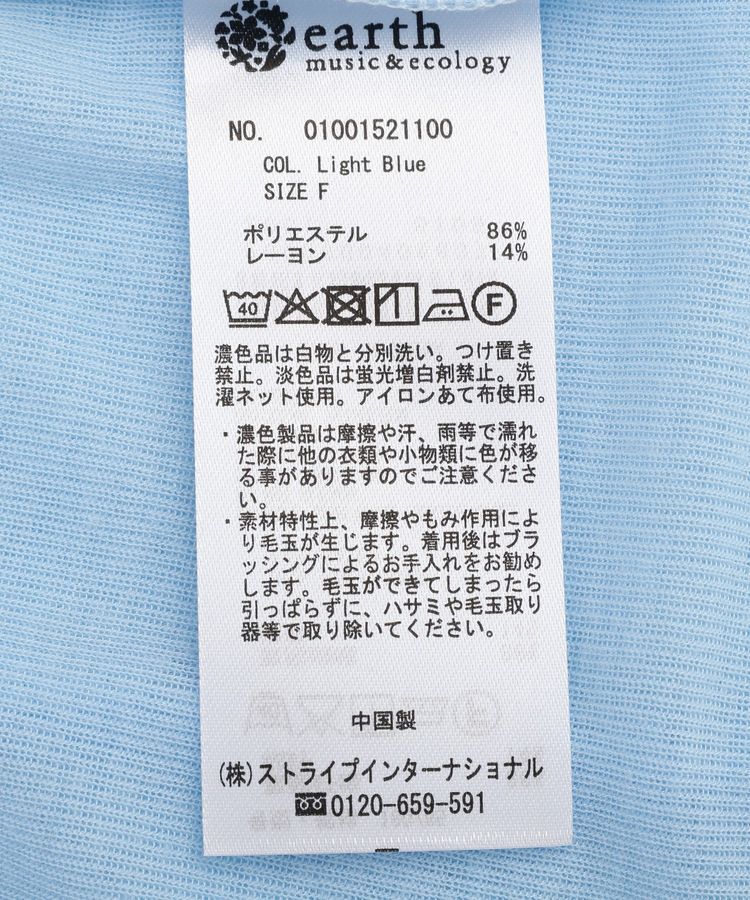 earth
music&ecology
NO. 01001521100
COL. Light Blue
SIZE F
ポリエステル 86%
レーヨン 14%
40
F
濃色品は白物と分別洗い。つけ置き
禁止。淡色品は蛍光増白剤禁止。洗
濯ネット使用。アイロンあて布使用。
・濃色製品は摩擦や汗、雨等で濡れ
た際に他の衣類や小物類に色が移
る事がありますのでご注意くださ
い。
・素材特性上、摩擦やもみ作用によ
り毛玉が生じます。着用後はブラ
ッシングによるお手入れをお勧め
します。毛玉ができてしまったら
引っぱらずに、ハサミや毛玉取り
器等で取り除いてください。
中国製
(株)ストライプインターナショナル
0120-659-591